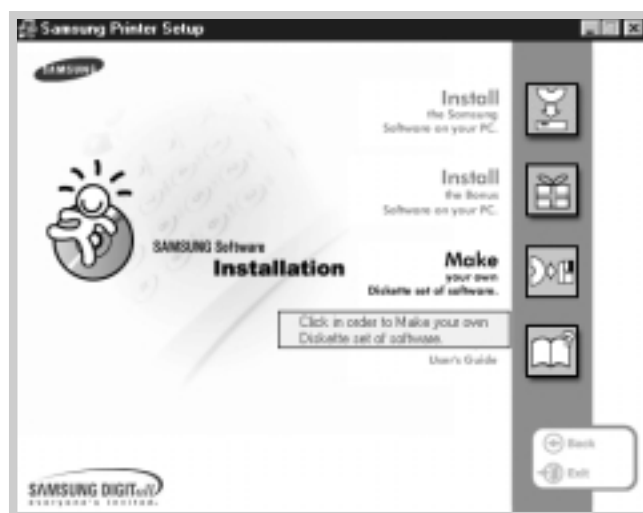 Samsung Printer Setup
SAMSUNG
Install
the Samsung
Software on your PC.
Install
the Bonus
Software on your PC.
SAMSUNG Software
Installation
Make
your own
Diskette set of software.
Click in order to Make your own
Diskette set of software.
User's Guide
Back
Exit
SAMSUNG DIGITall
everyone's invited.